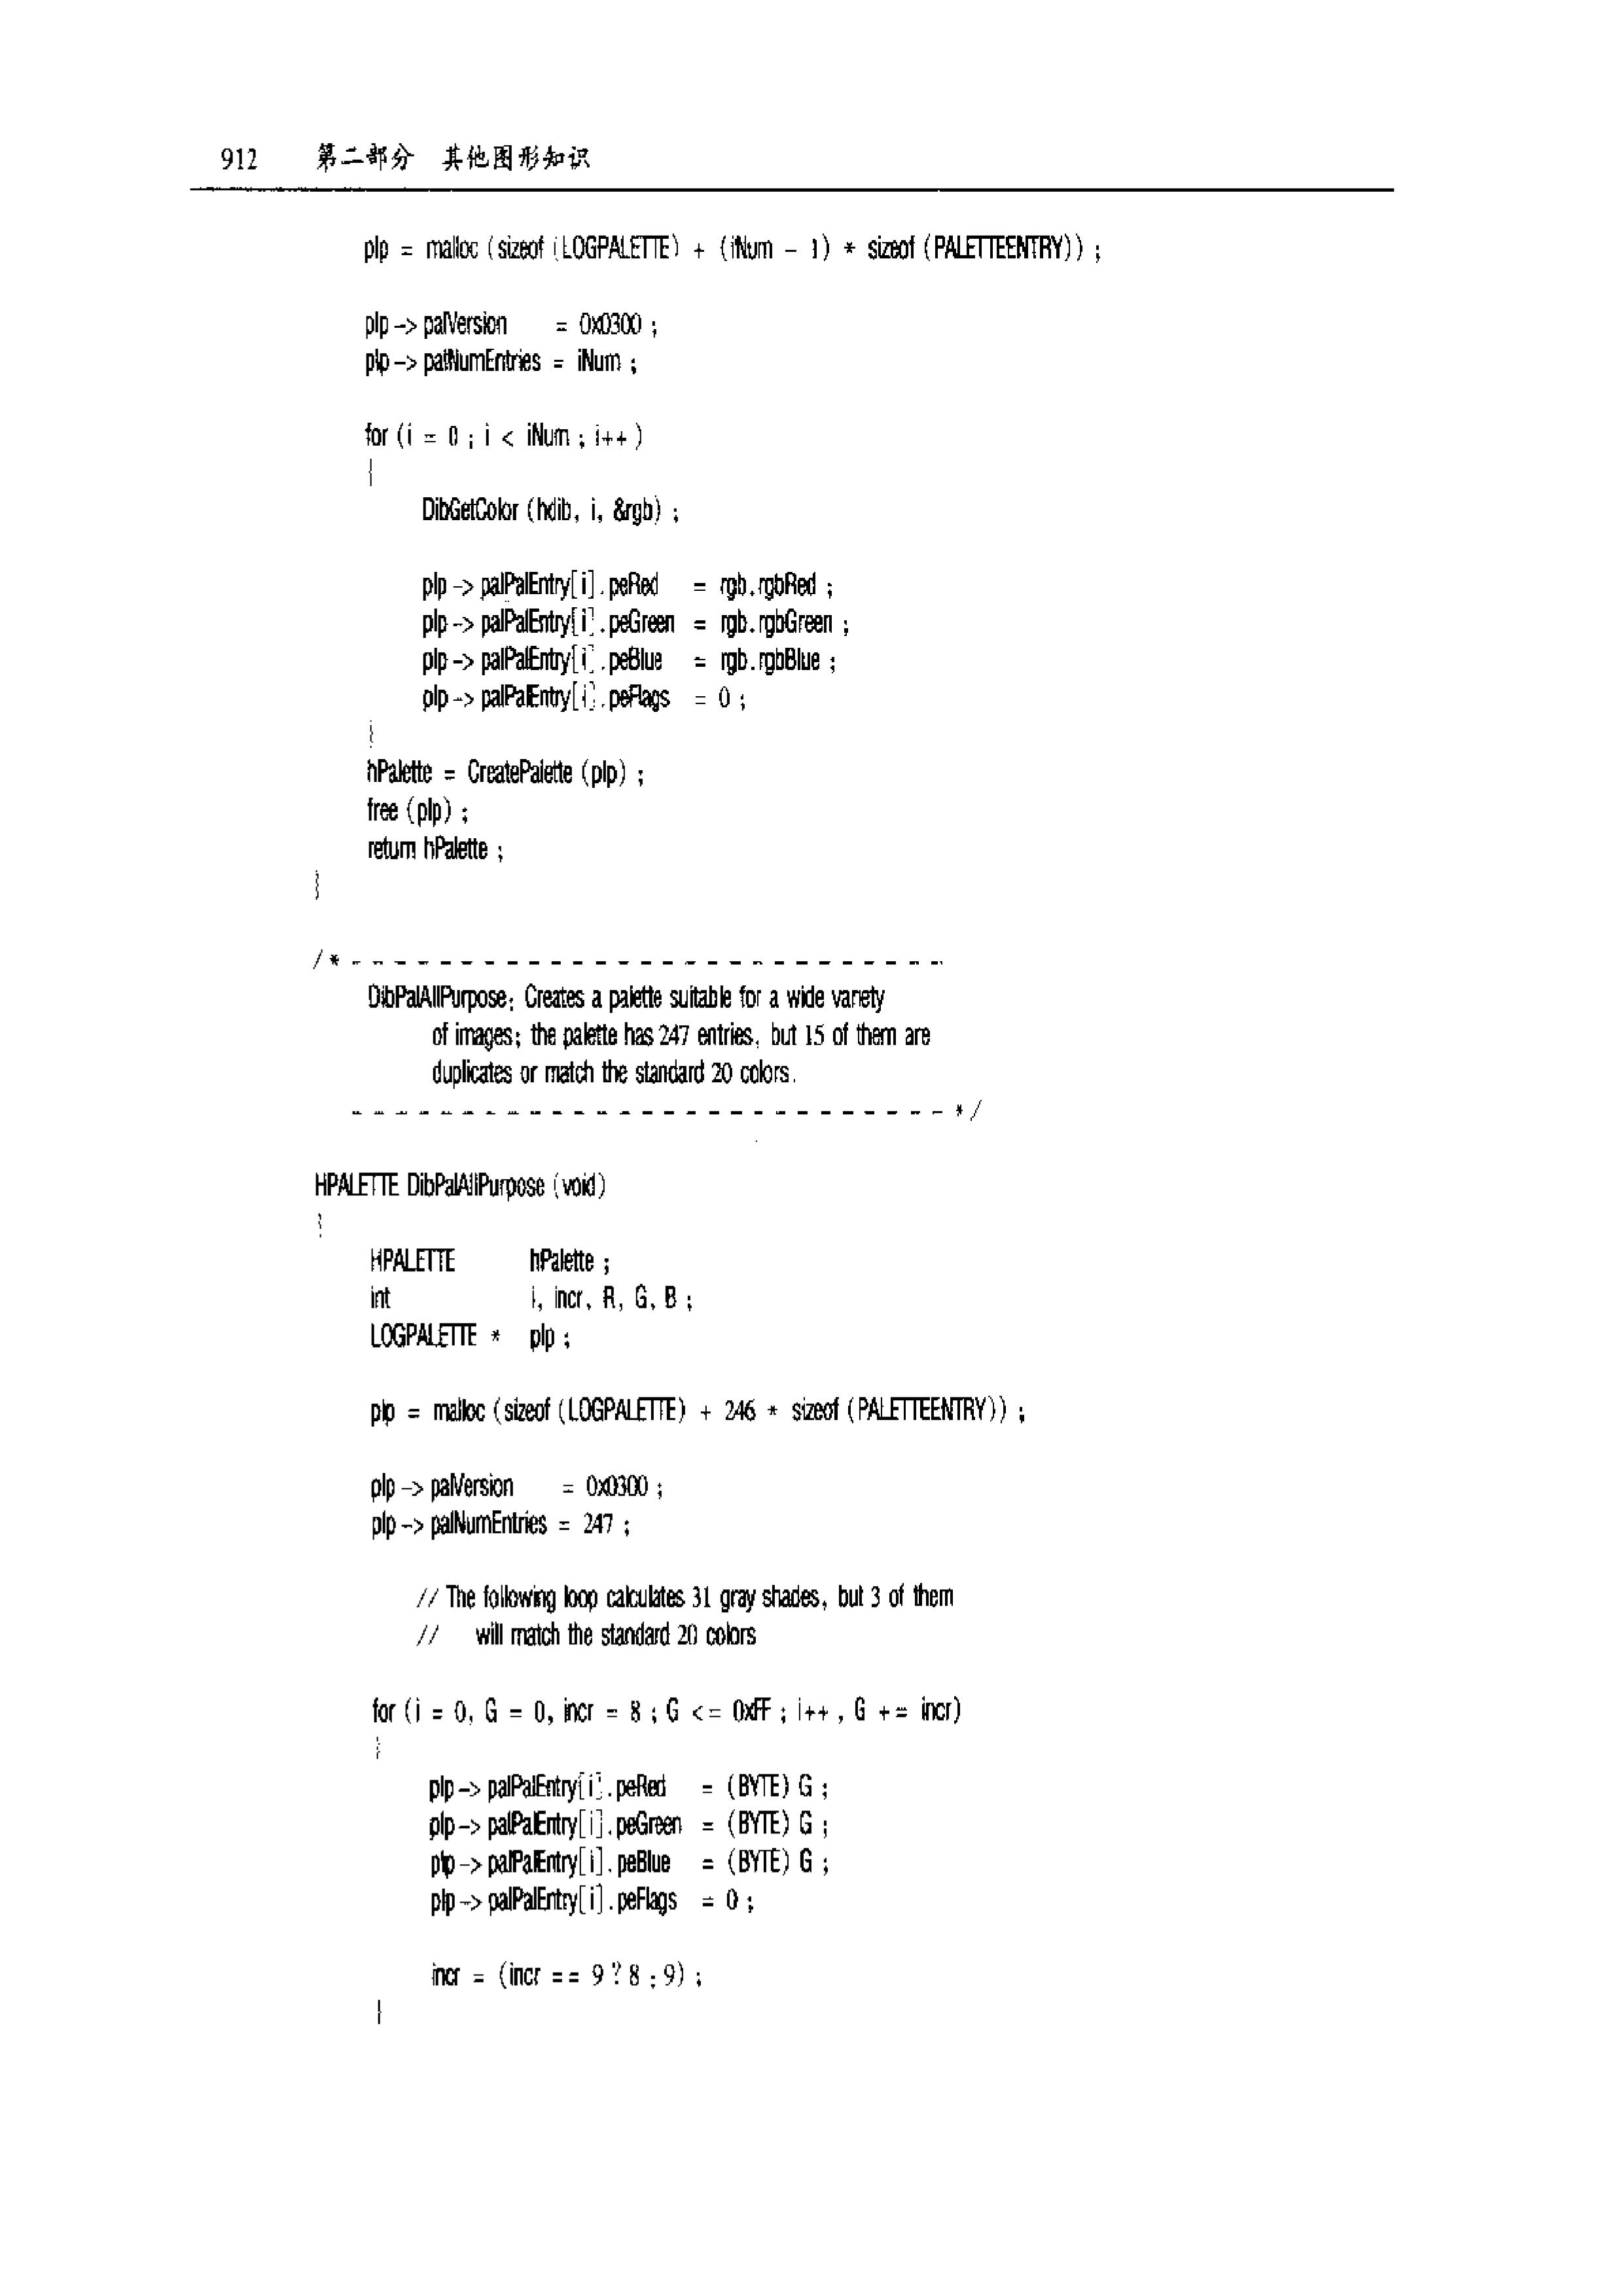 912 第二部分 其他图形知识
plp = malloc (sizeof (LOGPALETTE) + (iNum - 1) * sizeof (PALETTEENTRY)) ;
plp -> palVersion = 0x0300 ;
plp -> palNumEntries = iNum ;
for (i = 0 ; i < iNum ; i++ )
{
DibGetColor (hdib, i, &rgb) ;
plp -> palPalEntry[i].peRed = rgb.rgbRed ;
plp -> palPalEntry[i].peGreen = rgb.rgbGreen ;
plp -> palPalEntry[i].peBlue = rgb.rgbBlue ;
plp -> palPalEntry[i].peFlags = 0 ;
}
hPalette = CreatePalette (plp) ;
free (plp) ;
return hPalette ;
}
/* - - - - - - - - - - - - - - - - - - - - - - - - - - -
DibPalAllPurpose: Creates a palette suitable for a wide variety
of images; the palette has 247 entries, but 15 of them are
duplicates or match the standard 20 colors.
- - - - - - - - - - - - - - - - - - - - - - - - - - - */
HPALETTE DibPalAllPurpose (void)
{
HPALETTE hPalette ;
int i, incr, R, G, B ;
LOGPALETTE * plp ;
plp = malloc (sizeof (LOGPALETTE) + 246 * sizeof (PALETTEENTRY)) ;
plp -> palVersion = 0x0300 ;
plp -> palNumEntries = 247 ;
// The following loop calculates 31 gray shades, but 3 of them
// will match the standard 20 colors
for (i = 0, G = 0, incr = 8 ; G <= 0xFF ; i++ , G += incr)
{
plp -> palPalEntry[i].peRed = (BYTE) G ;
plp -> palPalEntry[i].peGreen = (BYTE) G ;
plp -> palPalEntry[i].peBlue = (BYTE) G ;
plp -> palPalEntry[i].peFlags = 0 ;
incr = (incr == 9 ? 8 : 9) ;
}